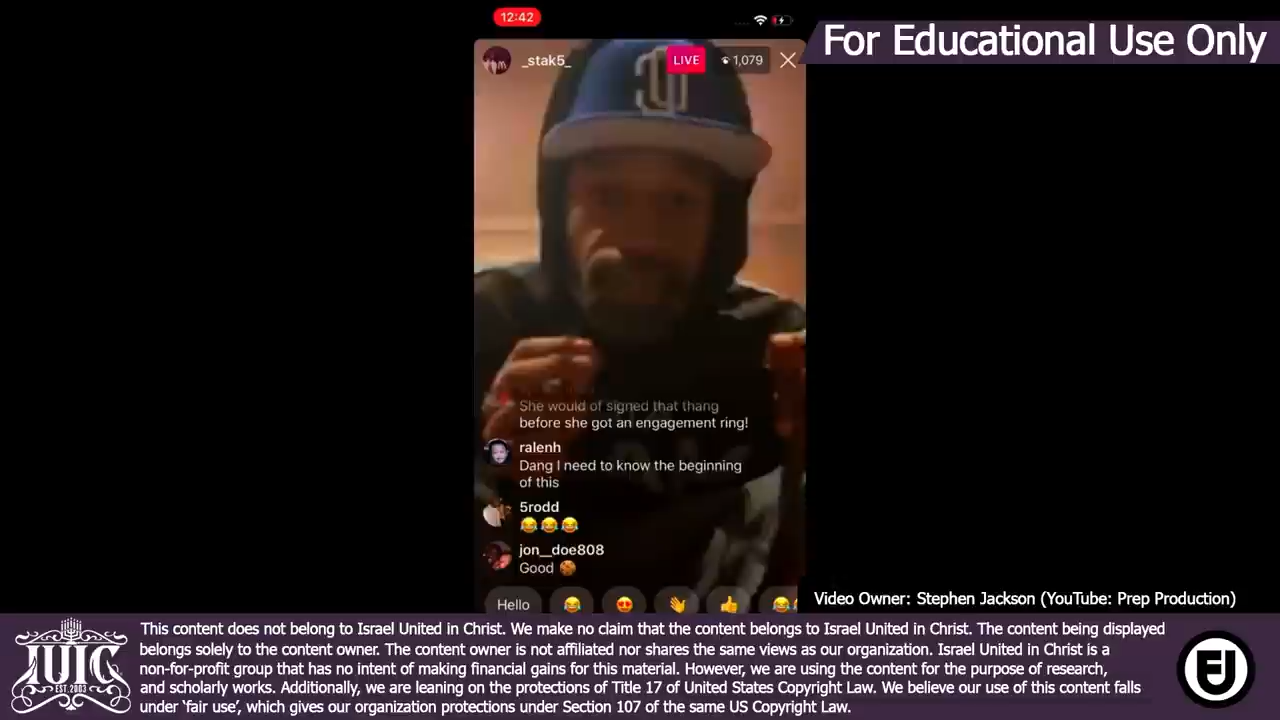 12:42
For Educational Use Only
_stak5_
LIVE
1,079
She would of signed that thang
before she got an engagement ring!
ralenh
Dang I need to know the beginning
of this
5rodd
😂😂😂
jon__doe808
Good 🍪
Hello
Video Owner: Stephen Jackson (YouTube: Prep Production)
This content does not belong to Israel United in Christ. We make no claim that the content belongs to Israel United in Christ. The content being displayed
belongs solely to the content owner. The content owner is not affiliated nor shares the same views as our organization. Israel United in Christ is a
non-for-profit group that has no intent of making financial gains for this material. However, we are using the content for the purpose of research,
and scholarly works. Additionally, we are leaning on the protections of Title 17 of United States Copyright Law. We believe our use of this content falls
under 'fair use', which gives our organization protections under Section 107 of the same US Copyright Law.
IUIC
EST. 2003